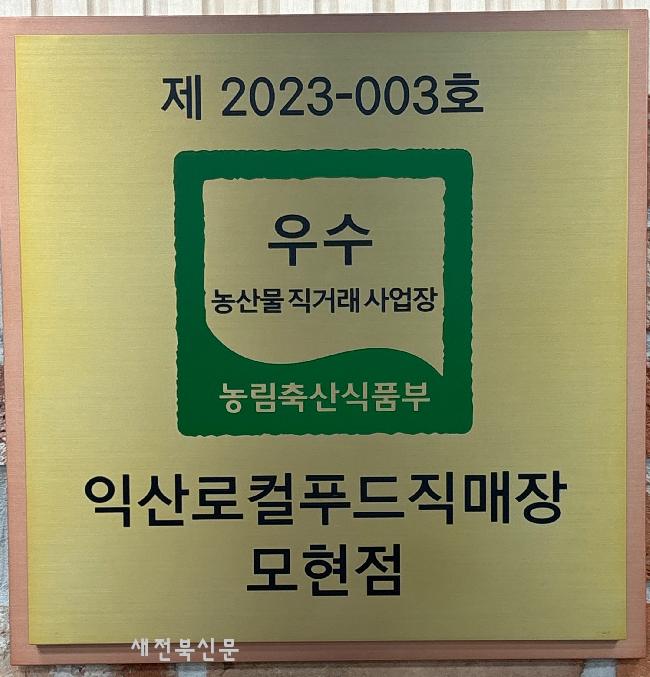 제 2023-003호
우수
농산물 직거래 사업장
농림축산식품부
익산로컬푸드직매장
모현점
새전북신문